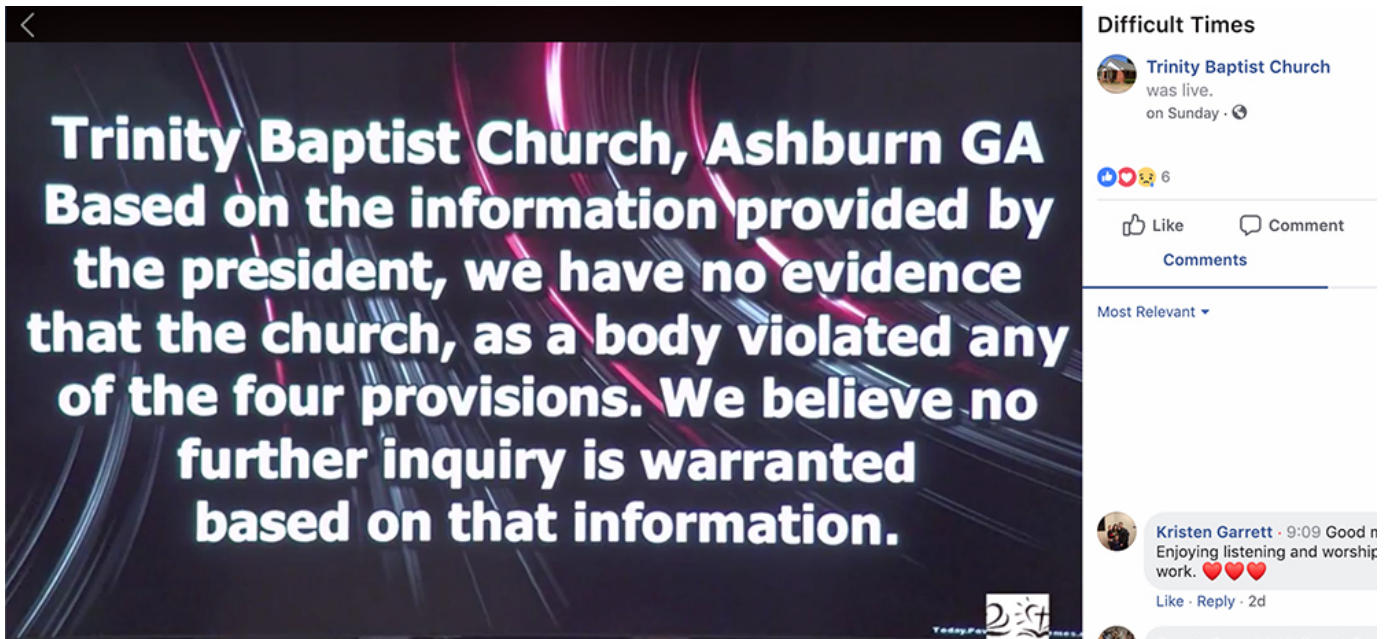 Trinity Baptist Church, Ashburn GA
Based on the information provided by
the president, we have no evidence
that the church, as a body violated any
of the four provisions. We believe no
further inquiry is warranted
based on that information.
Difficult Times
Trinity Baptist Church
was live.
on Sunday ·
6
Like Comment
Comments
Most Relevant
Kristen Garrett · 9:09 Good
Enjoying listening and
work. ❤️❤️❤️
Like · Reply · 2d